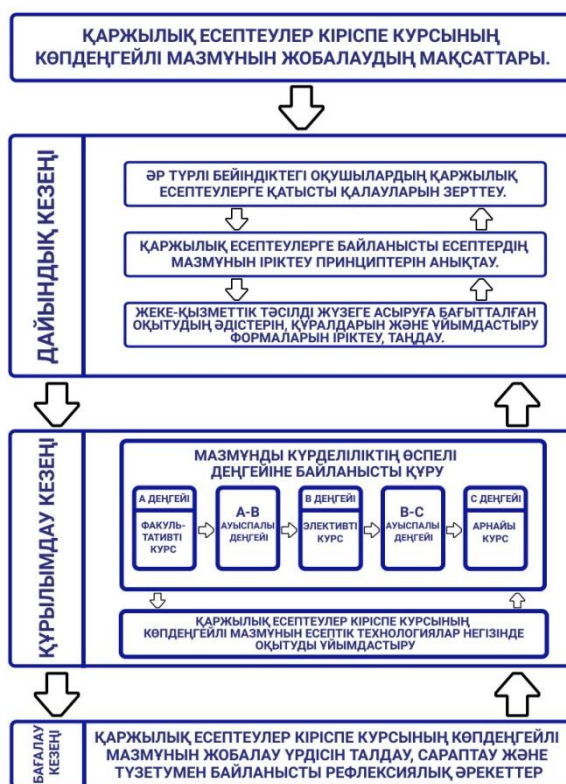 ҚАРЖЫЛЫҚ ЕСЕПТЕУЛЕР КІРІСПЕ КУРСЫНЫҢ
КӨПДЕҢГЕЙЛІ МАЗМҰНЫН ЖОБАЛАУДЫҢ МАҚСАТТАРЫ.
ДАЙЫНДЫҚ КЕЗЕҢІ
ӘР ТҮРЛІ БЕЙІНДІКТЕГІ ОҚУШЫЛАРДЫҢ ҚАРЖЫЛЫҚ
ЕСЕПТЕУЛЕРГЕ ҚАТЫСТЫ ҚАЛАУЛАРЫН ЗЕРТТЕУ.
ҚАРЖЫЛЫҚ ЕСЕПТЕУЛЕРГЕ БАЙЛАНЫСТЫ ЕСЕПТЕРДІҢ
МАЗМҰНЫН ІРІКТЕУ ПРИНЦИПТЕРІН АНЫҚТАУ.
ЖЕКЕ-ҚЫЗМЕТТІК ТӘСІЛДІ ЖҮЗЕГЕ АСЫРУҒА БАҒЫТТАЛҒАН
ОҚЫТУДЫҢ ӘДІСТЕРІН, ҚҰРАЛДАРЫН ЖӘНЕ ҰЙЫМДАСТЫРУ
ФОРМАЛАРЫН ІРІКТЕУ, ТАҢДАУ.
ҚҰРЫЛЫМДАУ КЕЗЕҢІ
МАЗМҰНДЫ КҮРДЕЛІЛІКТІҢ ӨСПЕЛІ
ДЕҢГЕЙІНЕ БАЙЛАНЫСТЫ ҚҰРУ
А ДЕҢГЕЙІ
ФАКУЛЬ-
ТАТИВТІ
КУРС
А-В
АУЫСПАЛЫ
ДЕҢГЕЙІ
В ДЕҢГЕЙІ
ЭЛЕКТИВТІ
КУРС
В-С
АУЫСПАЛЫ
ДЕҢГЕЙІ
С ДЕҢГЕЙІ
АРНАЙЫ
КУРС
ҚАРЖЫЛЫҚ ЕСЕПТЕУЛЕР КІРІСПЕ КУРСЫНЫҢ
КӨПДЕҢГЕЙЛІ МАЗМҰНЫН ЕСЕПТІК ТЕХНОЛОГИЯЛАР НЕГІЗІНДЕ
ОҚЫТУДЫ ҰЙЫМДАСТЫРУ
БАҒАЛАУ
КЕЗЕҢІ
ҚАРЖЫЛЫҚ ЕСЕПТЕУЛЕР КІРІСПЕ КУРСЫНЫҢ КӨПДЕҢГЕЙЛІ
МАЗМҰНЫН ЖОБАЛАУ ҮРДІСІН ТАЛДАУ, САРАПТАУ ЖӘНЕ
ТҮЗЕТУМЕН БАЙЛАНЫСТЫ РЕФЛЕКСИЯЛЫҚ ӘРЕКЕТТЕР